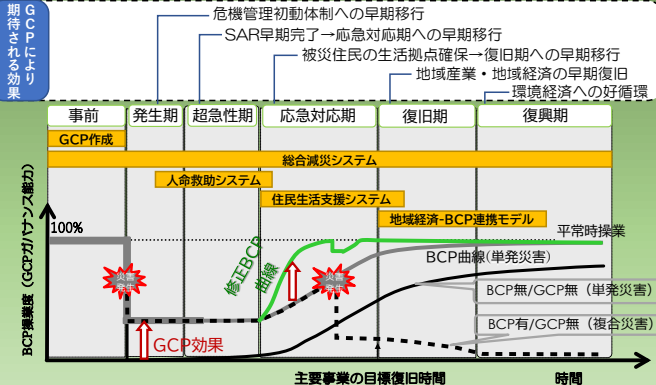 GCPにより
期待される効果
危機管理初動体制への早期移行
SAR早期完了→応急対応期への早期移行
被災住民の生活拠点確保→復旧期への早期移行
地域産業・地域経済の早期復旧
環境経済への好循環
事前
発生期
超急性期
応急対応期
復旧期
復興期
GCP作成
総合減災システム
人命救助システム
住民生活支援システム
地域経済-BCP連携モデル
BCP操業度（GCPガバナンス能力）
100%
平常時操業
修正BCP
曲線
BCP曲線（単発災害）
災害
発生
災害
発生
BCP無/GCP無（単発災害）
BCP有/GCP無（複合災害）
GCP効果
主要事業の目標復旧時間
時間